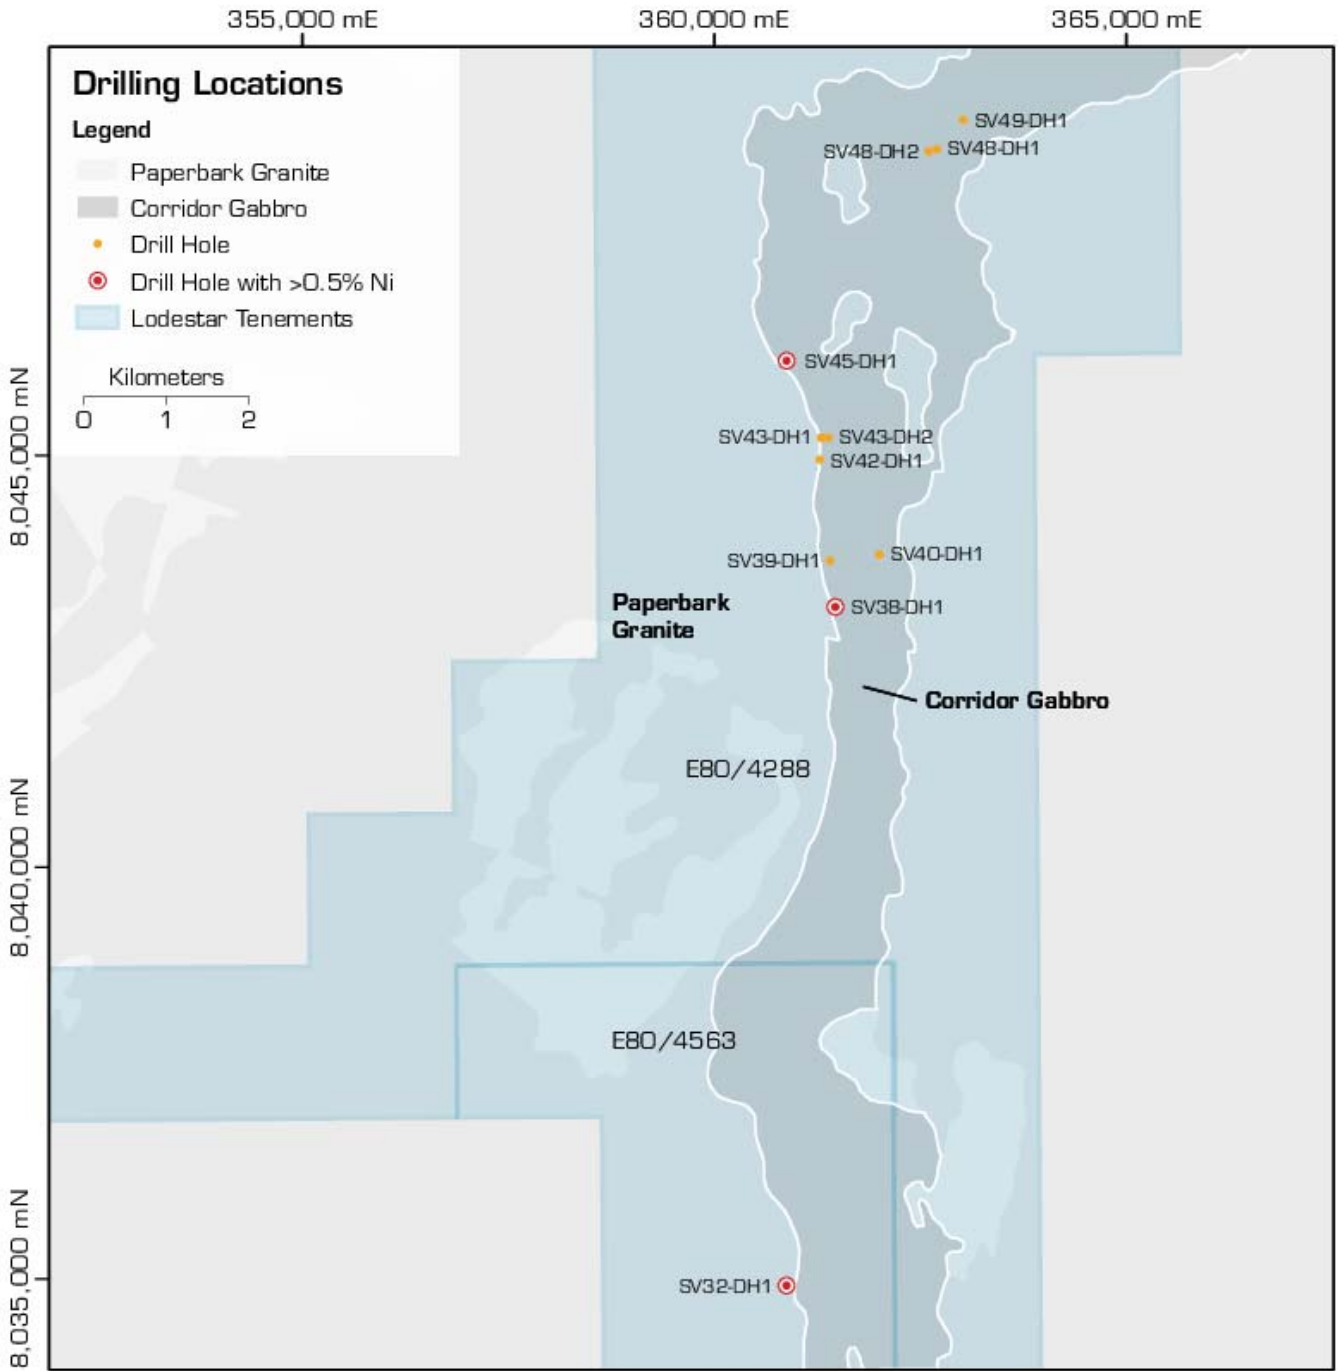 355,000 mE
360,000 mE
365,000 mE
Drilling Locations
Legend
Paperbark Granite
Corridor Gabbro
Drill Hole
Drill Hole with >0.5% Ni
Lodestar Tenements
Kilometers
0 1 2
SV49-DH1
SV48-DH2
SV48-DH1
SV45-DH1
SV43-DH1
SV43-DH2
SV42-DH1
8,045,000 mN
SV39-DH1
SV40-DH1
Paperbark
Granite
SV38-DH1
Corridor Gabbro
E80/4288
8,040,000 mN
E80/4563
8,035,000 mN
SV32-DH1